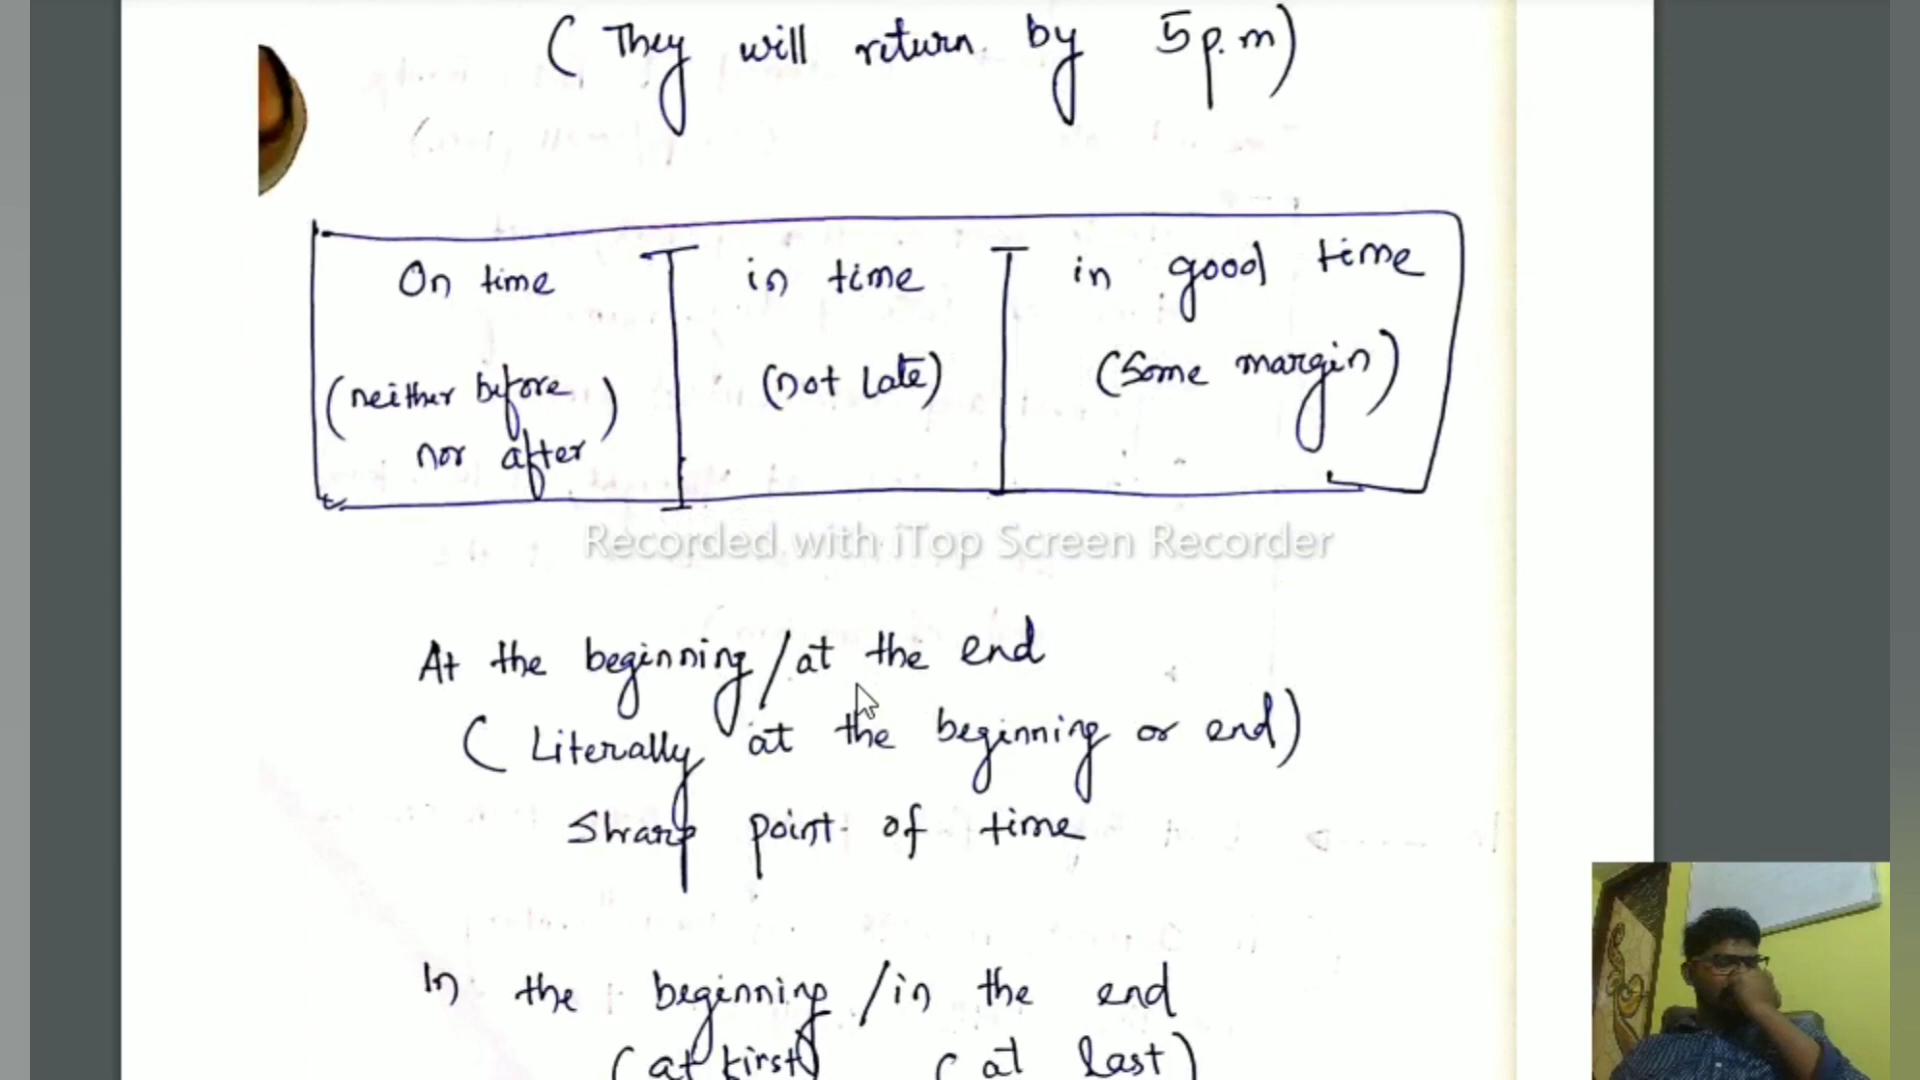 ( They will return by 5 p.m )
On time
in time
in good time
( neither before nor after )
(not late)
(Some margin)
Recorded with iTop Screen Recorder
At the beginning / at the end
( Literally at the beginning or end )
Sharp point of time
In the beginning / in the end
( at first ) ( at last )